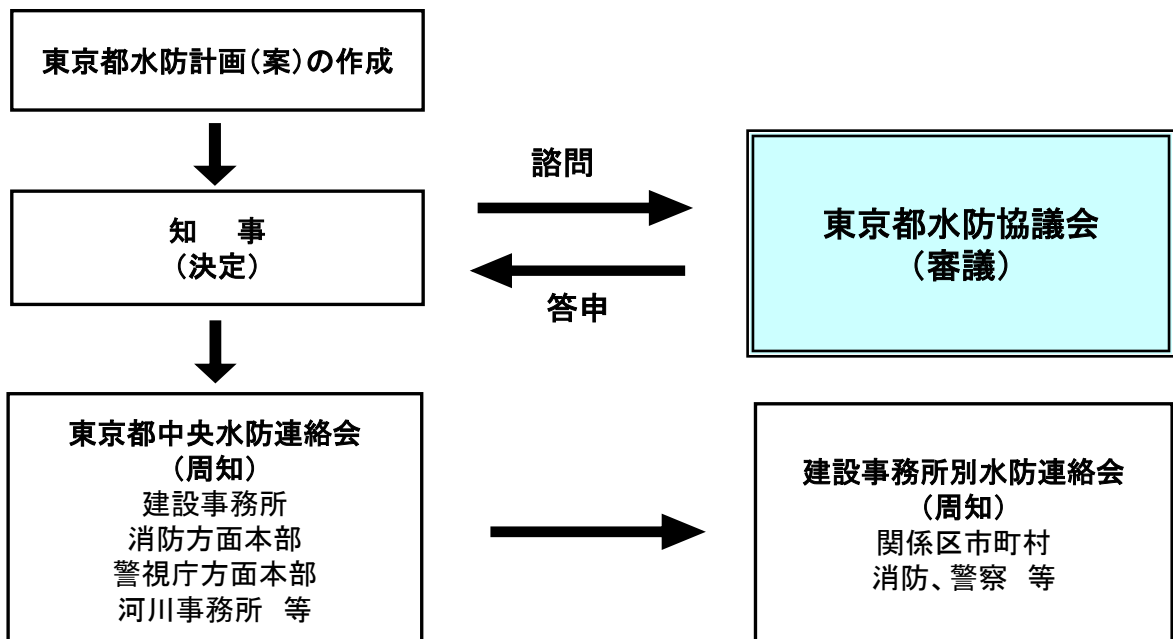 東京都水防計画(案)の作成
知　事
(決定)
諮問
答申
東京都水防協議会
(審議)
東京都中央水防連絡会
(周知)
建設事務所
消防方面本部
警視庁方面本部
河川事務所　等
建設事務所別水防連絡会
(周知)
関係区市町村
消防、警察　等